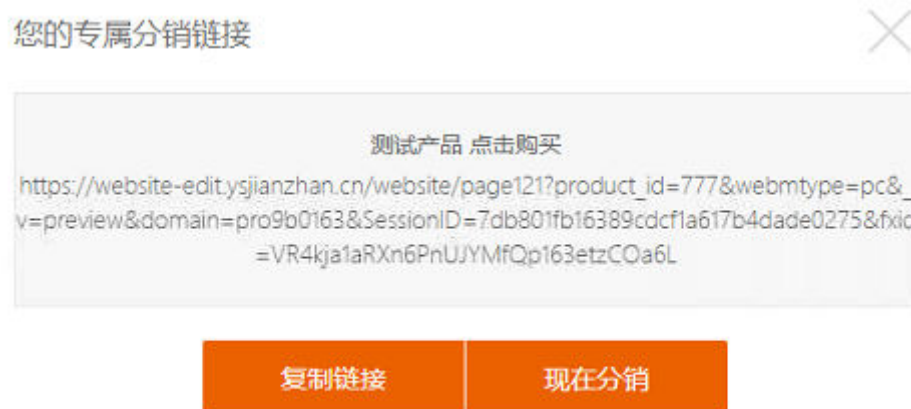 您的专属分销链接
测试产品 点击购买
https://website-edit.ysjianzhan.cn/website/page121?product_id=777&webmtype=pc&_
v=preview&domain=pro9b0163&SessionID=7db801fb16389cdcf1a617b4dade0275&fxid
=VR4kja1aRXn6PnUJYMfQp163etzCOa6L
复制链接 现在分销